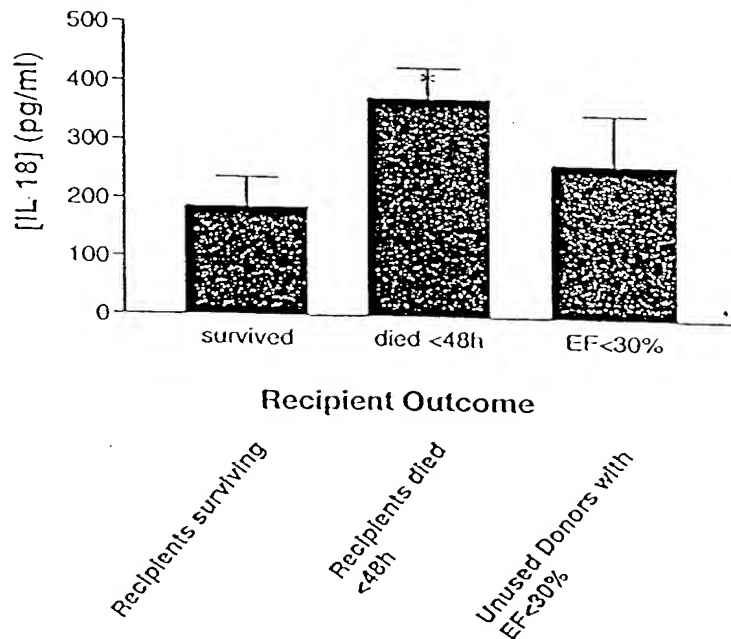 500
400
300
200
100
0
[IL-18] (pg/ml)
*
survived
died <48h
EF<30%
Recipient Outcome
Recipients surviving
Recipients died
<48h
Unused Donors with
EF<30%